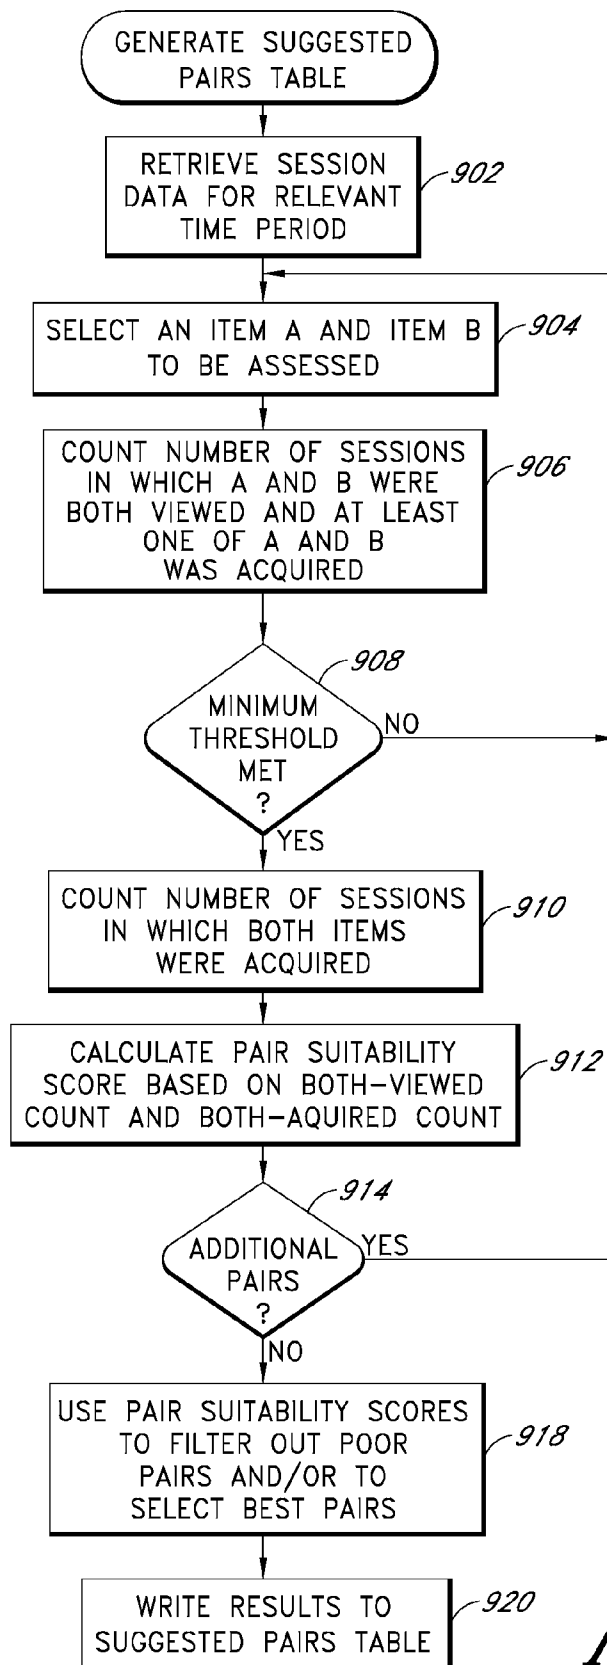 GENERATE SUGGESTED
PAIRS TABLE
RETRIEVE SESSION
DATA FOR RELEVANT
TIME PERIOD
902
SELECT AN ITEM A AND ITEM B
TO BE ASSESSED
904
COUNT NUMBER OF SESSIONS
IN WHICH A AND B WERE
BOTH VIEWED AND AT LEAST
ONE OF A AND B
WAS ACQUIRED
906
908
MINIMUM
THRESHOLD
MET
?
NO
YES
COUNT NUMBER OF SESSIONS
IN WHICH BOTH ITEMS
WERE ACQUIRED
910
CALCULATE PAIR SUITABILITY
SCORE BASED ON BOTH-VIEWED
COUNT AND BOTH-AQUIRED COUNT
912
914
ADDITIONAL
PAIRS
?
YES
NO
USE PAIR SUITABILITY SCORES
TO FILTER OUT POOR
PAIRS AND/OR TO
SELECT BEST PAIRS
918
WRITE RESULTS TO
SUGGESTED PAIRS TABLE
920